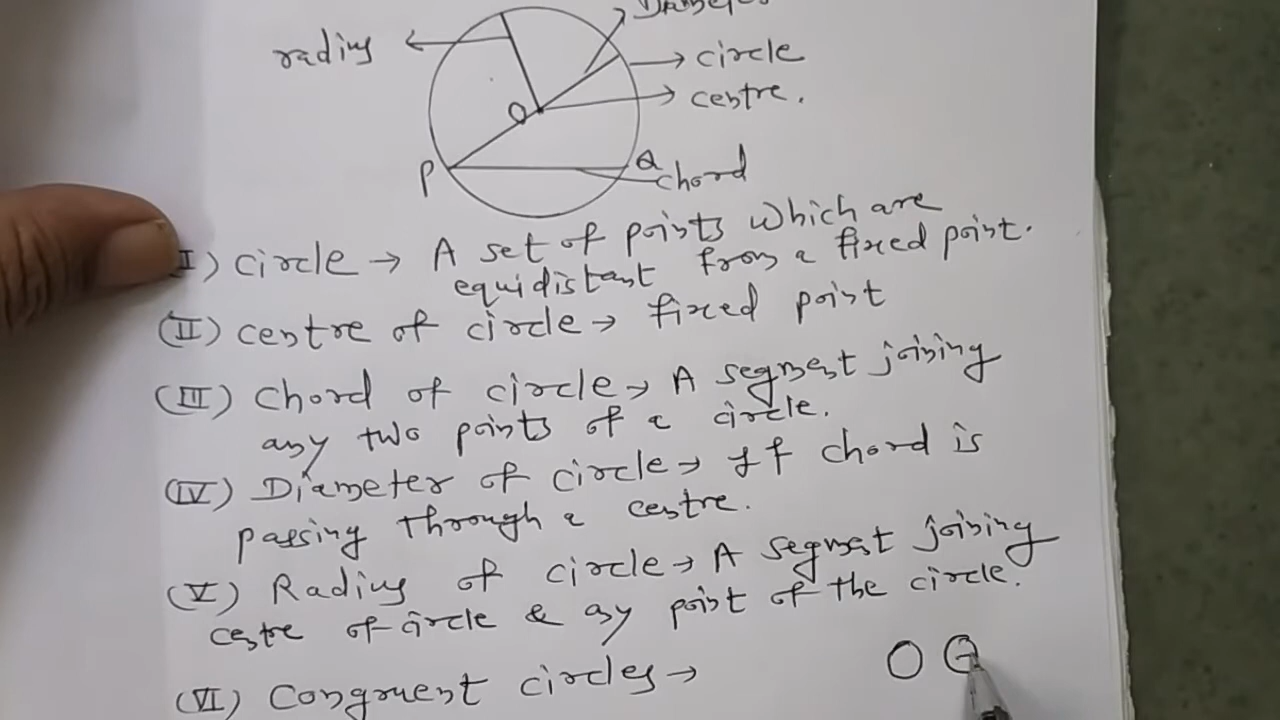 Diameter
radius
circle
centre.
O
P
Q
chord
I) circle → A set of points which are
equidistant from a fixed point.
(II) centre of circle → fixed point
(III) Chord of circle → A segment joining
any two points of a circle.
(IV) Diameter of circle → If chord is
passing through a centre.
(V) Radius of circle → A segment joining
centre of circle & any point of the circle.
(VI) Congruent circles →